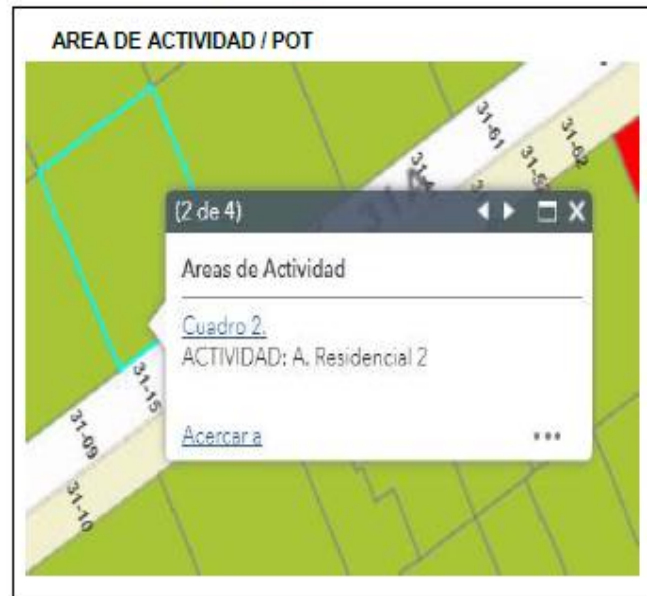 AREA DE ACTIVIDAD / POT
31-61
31-62
(2 de 4)
Areas de Actividad
Cuadro 2.
ACTIVIDAD: A. Residencial 2
Acercar a
31-15
31-09
31-10